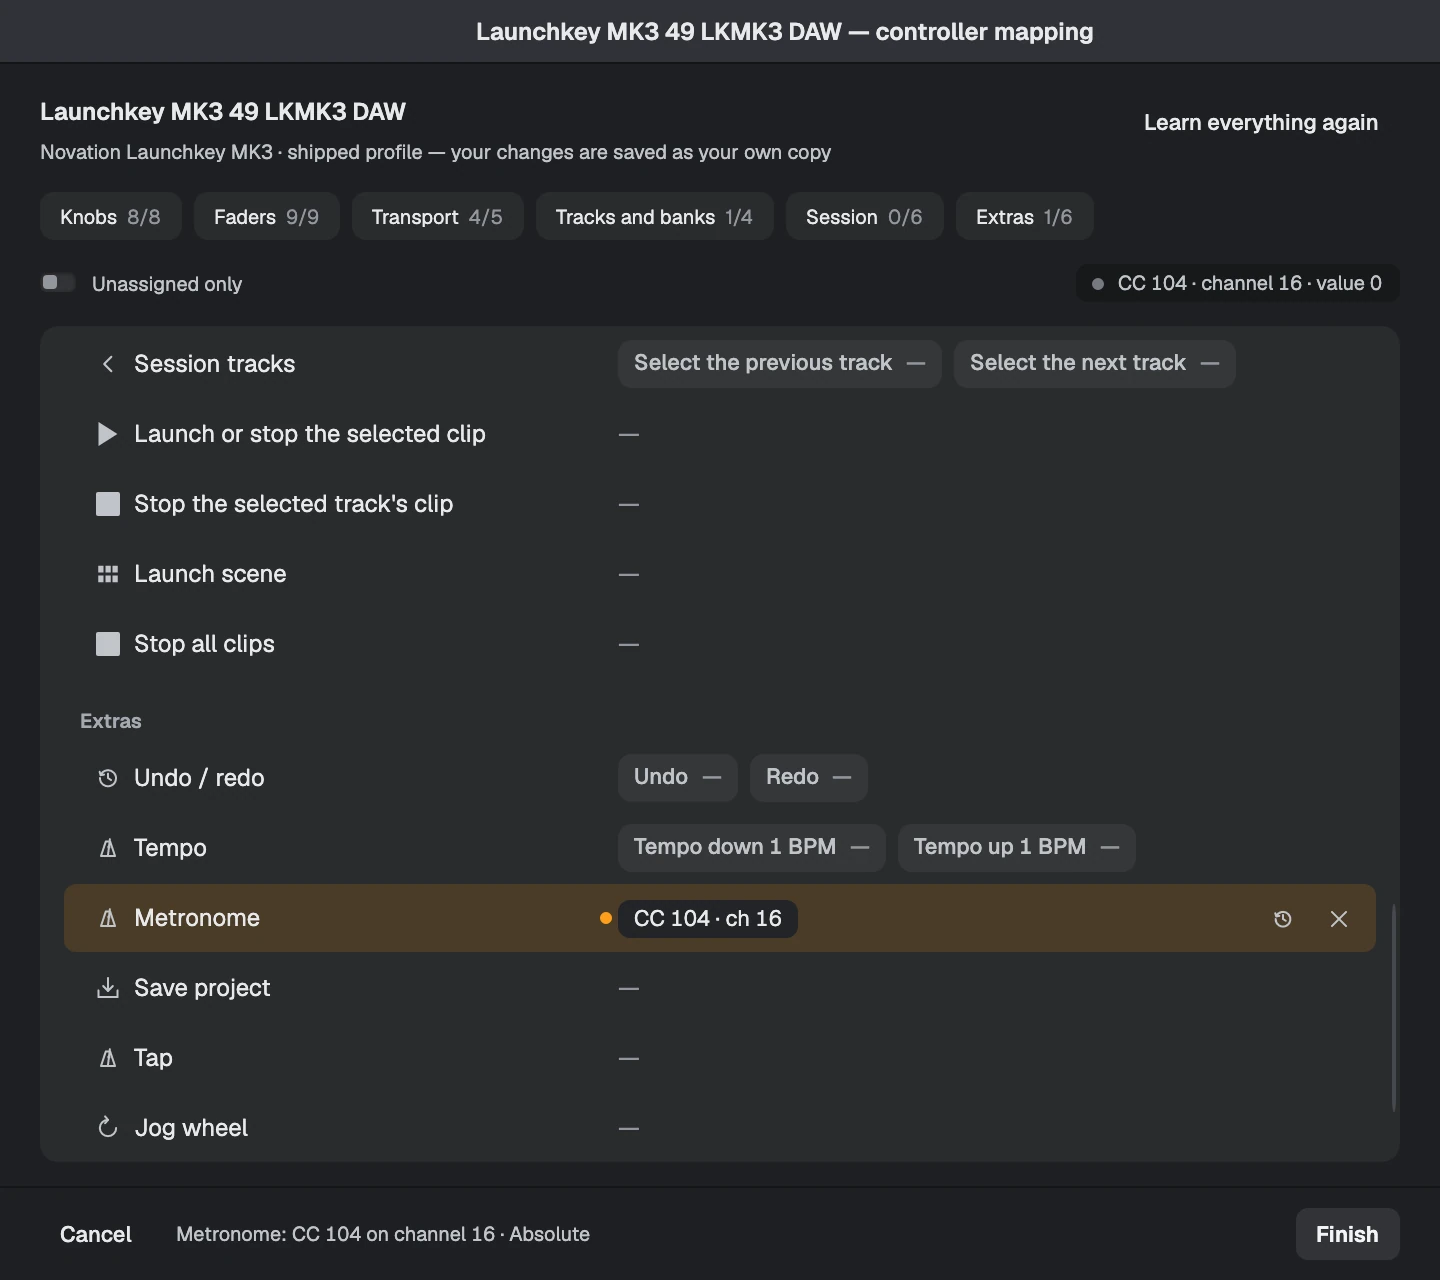 Launchkey MK3 49 LKMK3 DAW — controller mapping
Launchkey MK3 49 LKMK3 DAW
Learn everything again
Novation Launchkey MK3 · shipped profile — your changes are saved as your own copy
Knobs 8/8 Faders 9/9 Transport 4/5 Tracks and banks 1/4 Session 0/6 Extras 1/6
Unassigned only CC 104 · channel 16 · value 0
Session tracks Select the previous track — Select the next track —
Launch or stop the selected clip —
Stop the selected track's clip —
Launch scene —
Stop all clips —
Extras
Undo / redo Undo — Redo —
Tempo Tempo down 1 BPM — Tempo up 1 BPM —
Metronome CC 104 · ch 16
Save project —
Tap —
Jog wheel —
Cancel Metronome: CC 104 on channel 16 · Absolute Finish